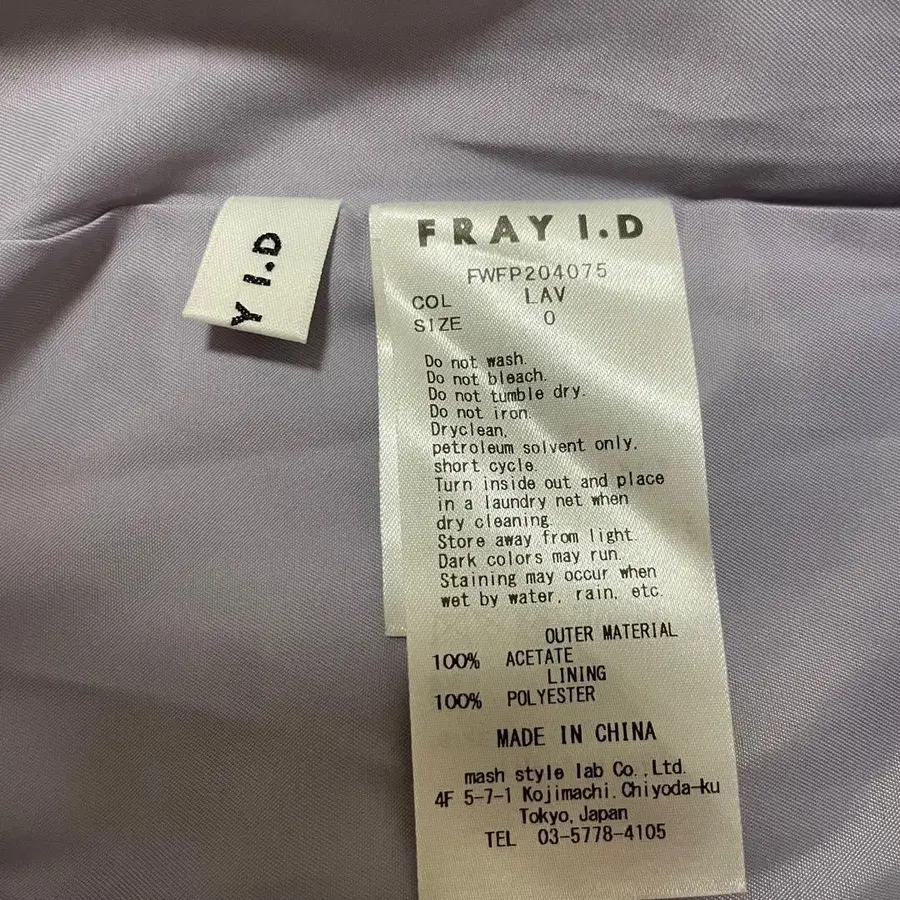 Y I.D
FRAY I.D
FWFP204075
COL LAV
SIZE 0
Do not wash.
Do not bleach.
Do not tumble dry.
Do not iron.
Dryclean,
petroleum solvent only,
short cycle.
Turn inside out and place
in a laundry net when
dry cleaning
Store away from light.
Dark colors may run.
Staining may occur when
wet by water, rain, etc.
OUTER MATERIAL
100% ACETATE
LINING
100% POLYESTER
MADE IN CHINA
mash style lab Co.,Ltd.
4F 5-7-1 Kojimachi.Chiyoda-ku
Tokyo,Japan
TEL 03-5778-4105